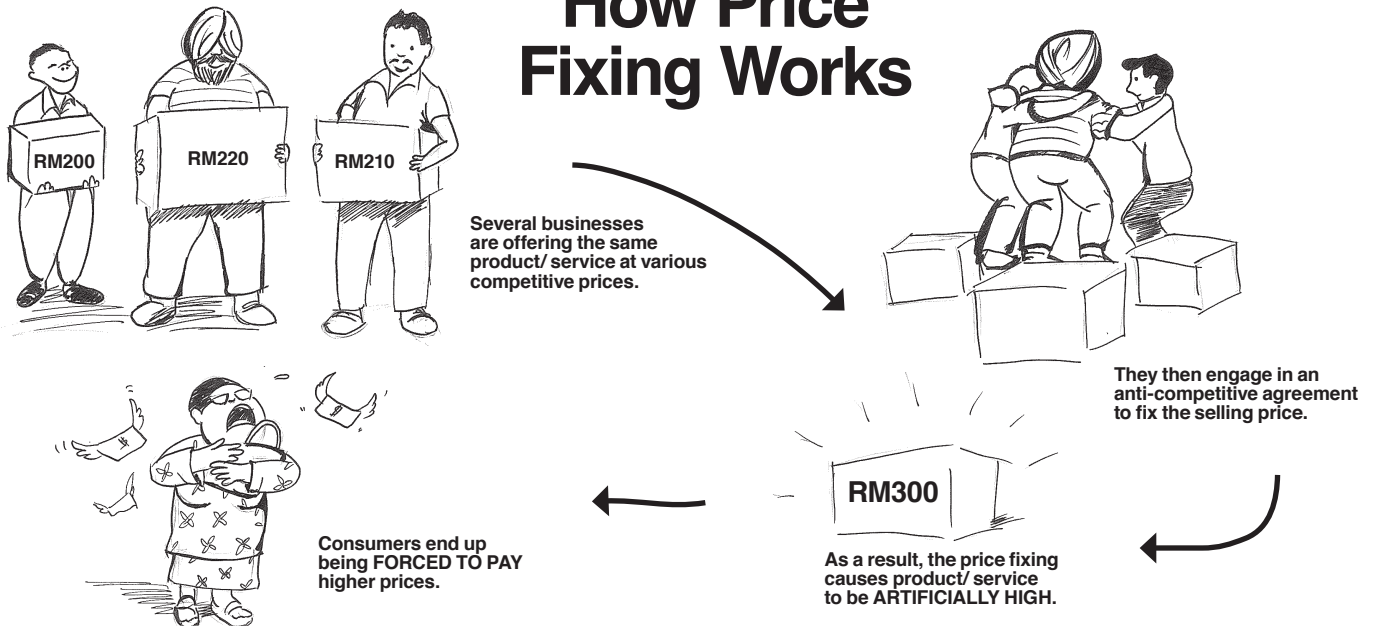 How Price
Fixing Works
RM200
RM220
RM210
Several businesses
are offering the same
product/ service at various
competitive prices.
They then engage in an
anti-competitive agreement
to fix the selling price.
RM300
As a result, the price fixing
causes product/ service
to be ARTIFICIALLY HIGH.
Consumers end up
being FORCED TO PAY
higher prices.